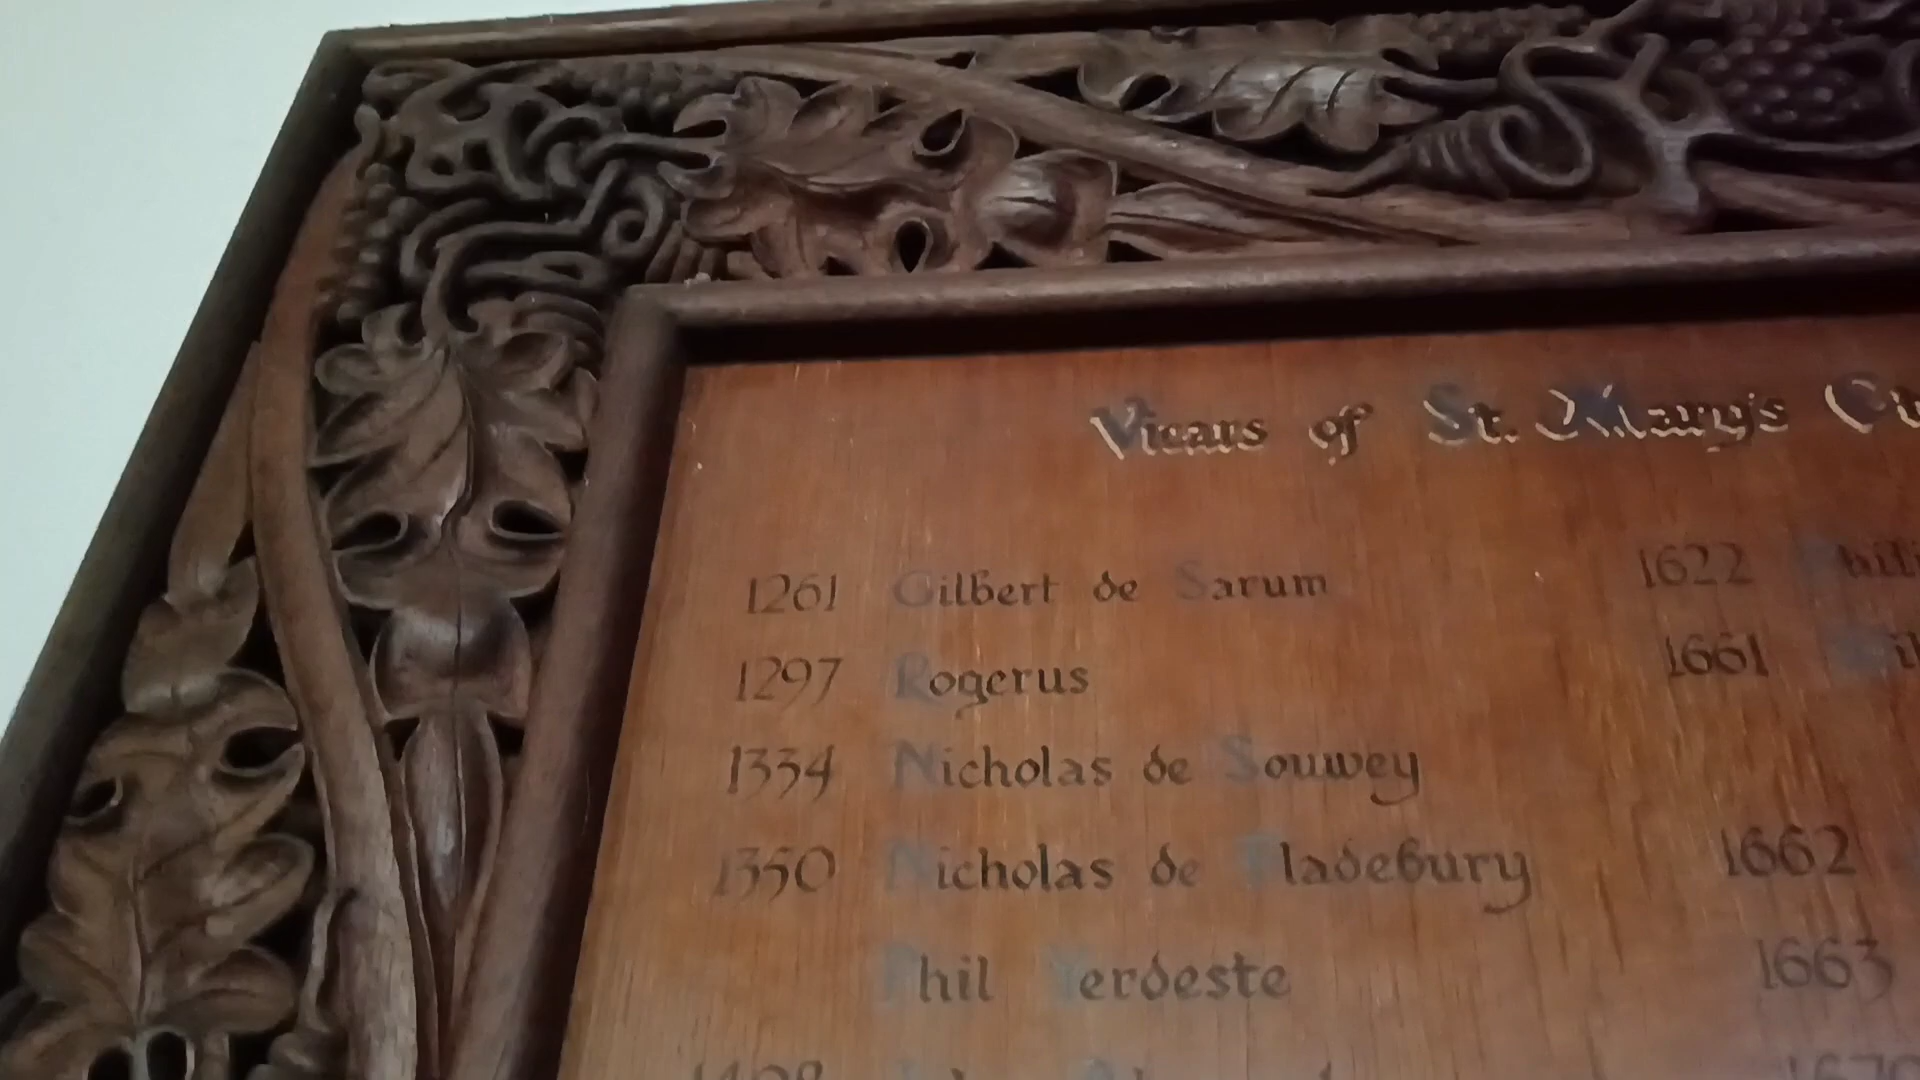 Vicars of St. Mary's
1261 Gilbert de Sarum
1297 Rogerus
1334 Nicholas de Souwey
1350 Nicholas de Fladebury
Phil Yerdeste
1622
1661
1662
1663